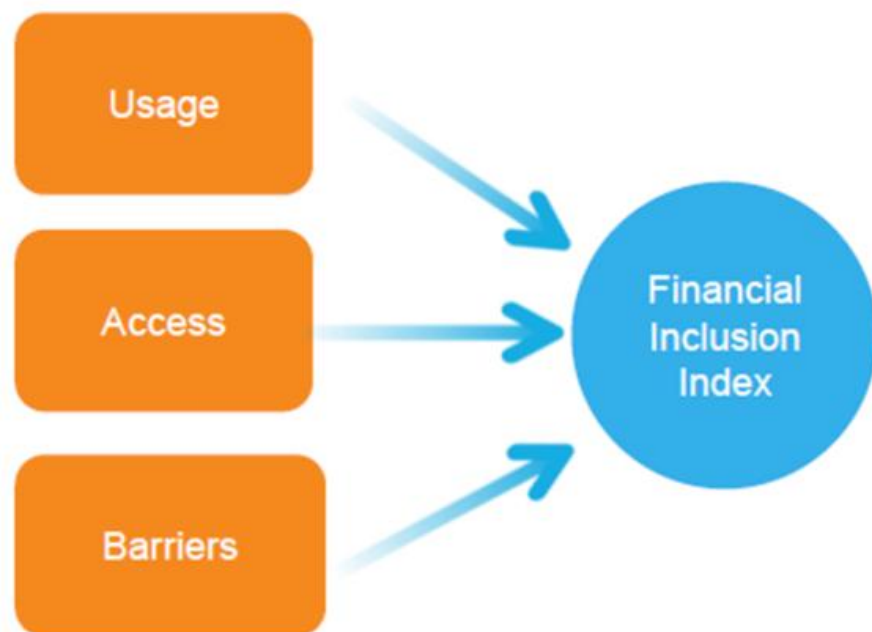 Usage
Access
Barriers
Financial
Inclusion
Index